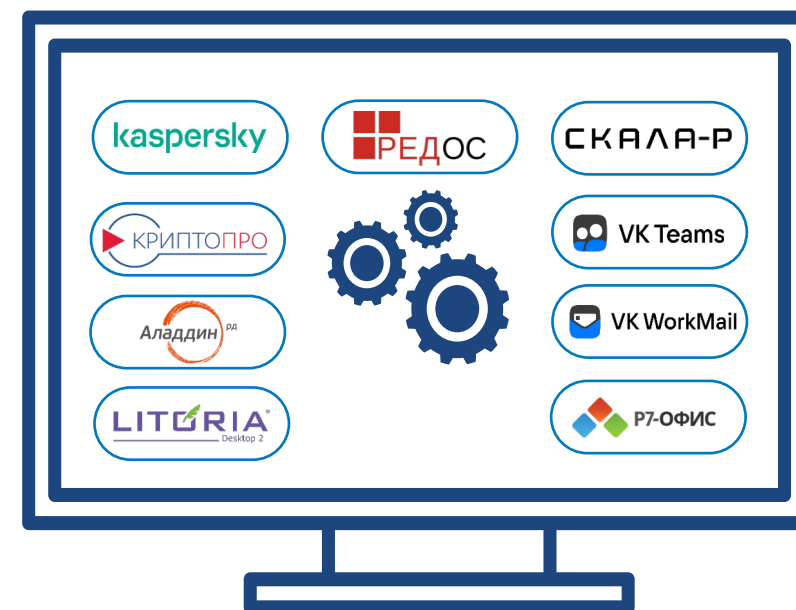 kaspersky
РЕДОС
СКАЛА-Р
КРИПТОПРО
VK Teams
Аладдин РД
VK WorkMail
LITORIA
Desktop 2
Р7-ОФИС